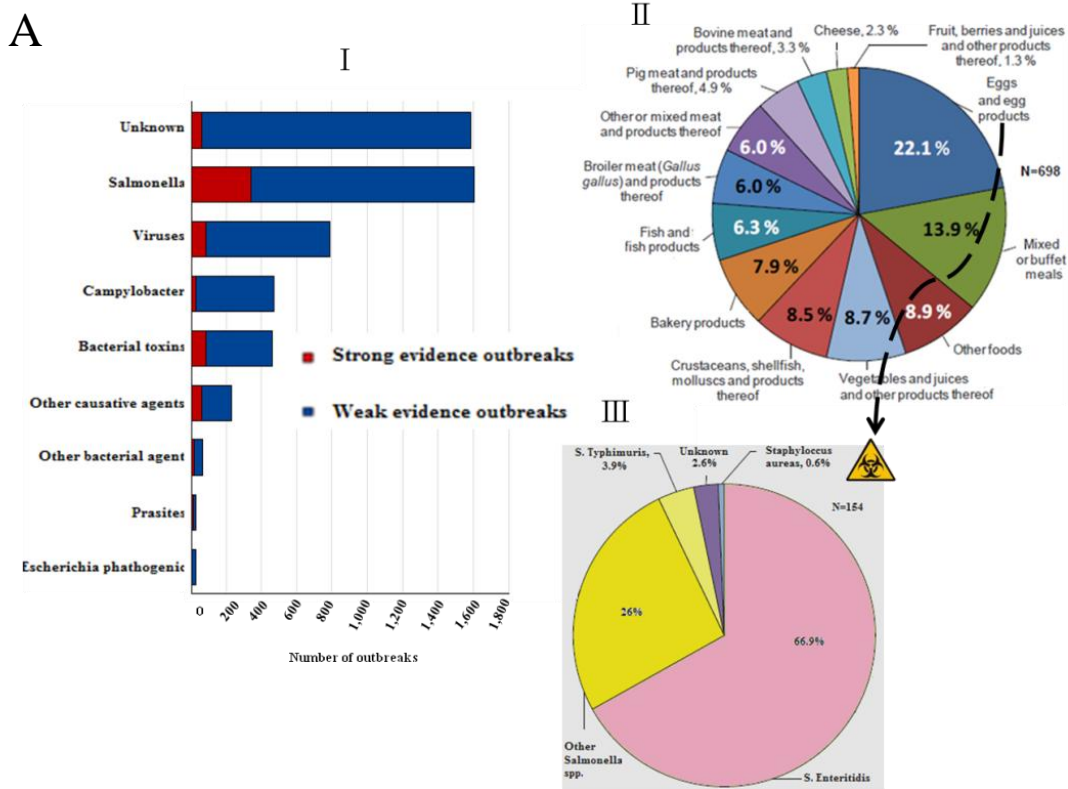 A
I
Unknown
Salmonella
Viruses
Campylobacter
Bacterial toxins
Other causative agents
Other bacterial agent
Prasites
Escherichia phathogenic
Strong evidence outbreaks
Weak evidence outbreaks
0
200
400
600
800
1,000
1,200
1,400
1,600
1,800
Number of outbreaks
II
Bovine meat and
products thereof, 3.3 %
Cheese, 2.3 %
Fruit, berries and juices
and other products
thereof, 1.3 %
Pig meat and products
thereof, 4.9 %
Eggs
and egg
products
Other or mixed meat
and products thereof
6.0 %
22.1 %
N=698
Broiler meat (Gallus
gallus) and products
thereof
6.0 %
Fish and
fish products
6.3 %
13.9 %
Mixed
or buffet
meals
7.9 %
8.5 %
8.7 %
8.9 %
Bakery products
Other foods
Crustaceans, shellfish,
molluscs and products
thereof
Vegetables and juices
and other products thereof
III
S. Typhimuris,
3.9%
Unknown
2.6%
Staphyloccus
aureas, 0.6%
N=154
26%
66.9%
Other
Salmonella
spp.
S. Enteritidis